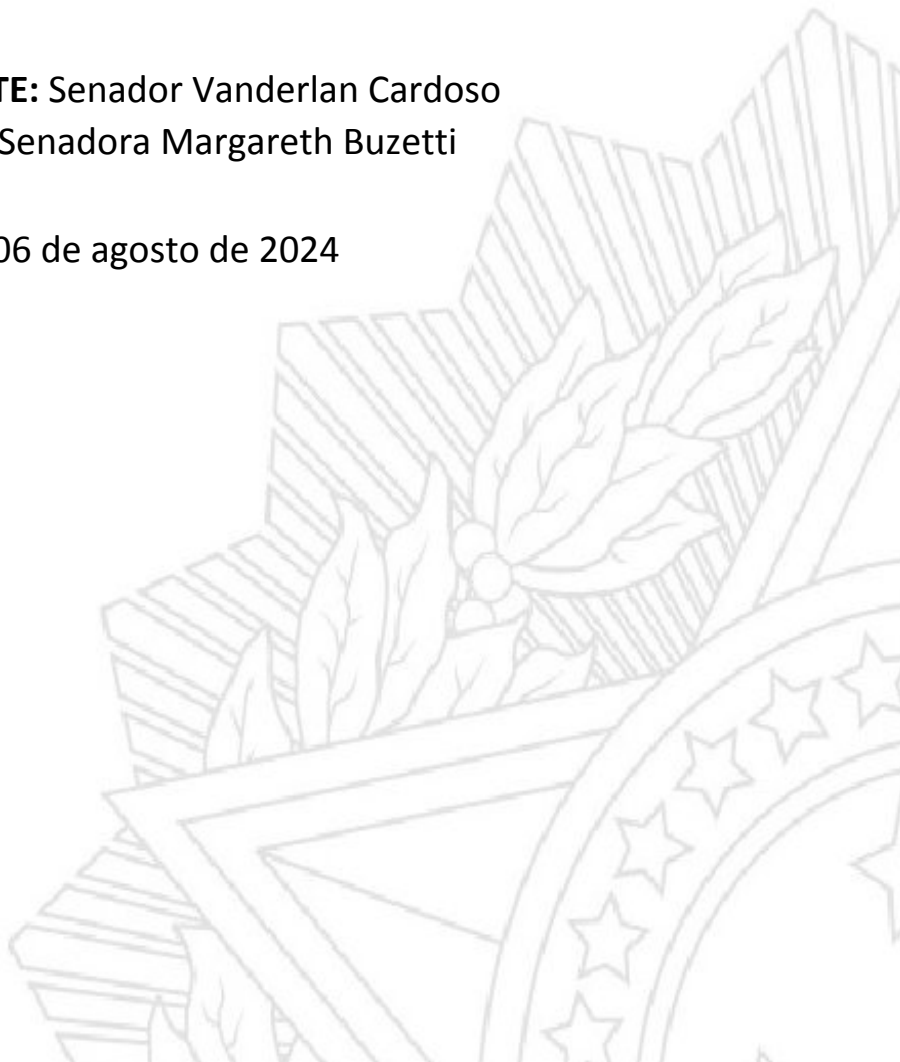 TE: Senador Vanderlan Cardoso
Senadora Margareth Buzetti
06 de agosto de 2024